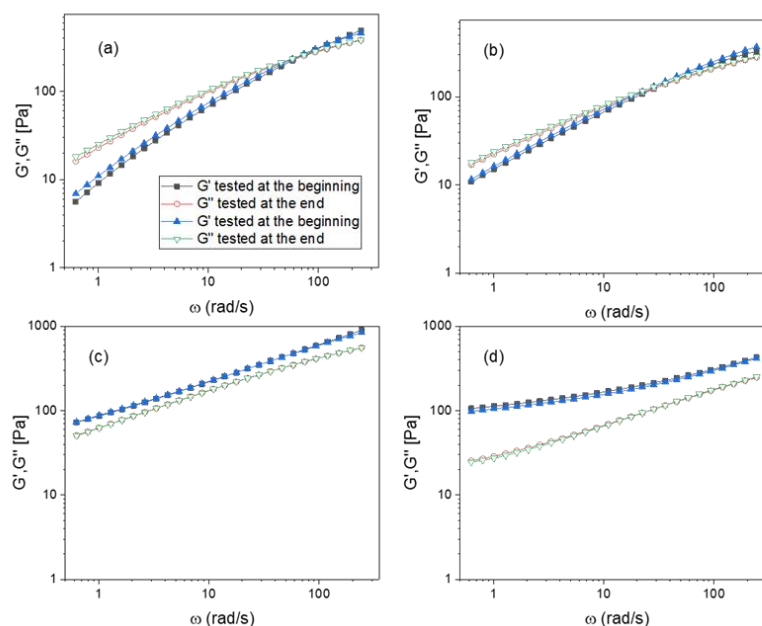 (a)
G',G'' [Pa]
100
10
1
G' tested at the beginning
G'' tested at the end
G' tested at the beginning
G'' tested at the end
1 10 100
ω (rad/s)
(b)
G',G'' [Pa]
100
10
1
1 10 100
ω (rad/s)
(c)
G',G'' [Pa]
1000
100
10
1
1 10 100
ω (rad/s)
(d)
G',G'' [Pa]
1000
100
10
1
1 10 100
ω (rad/s)